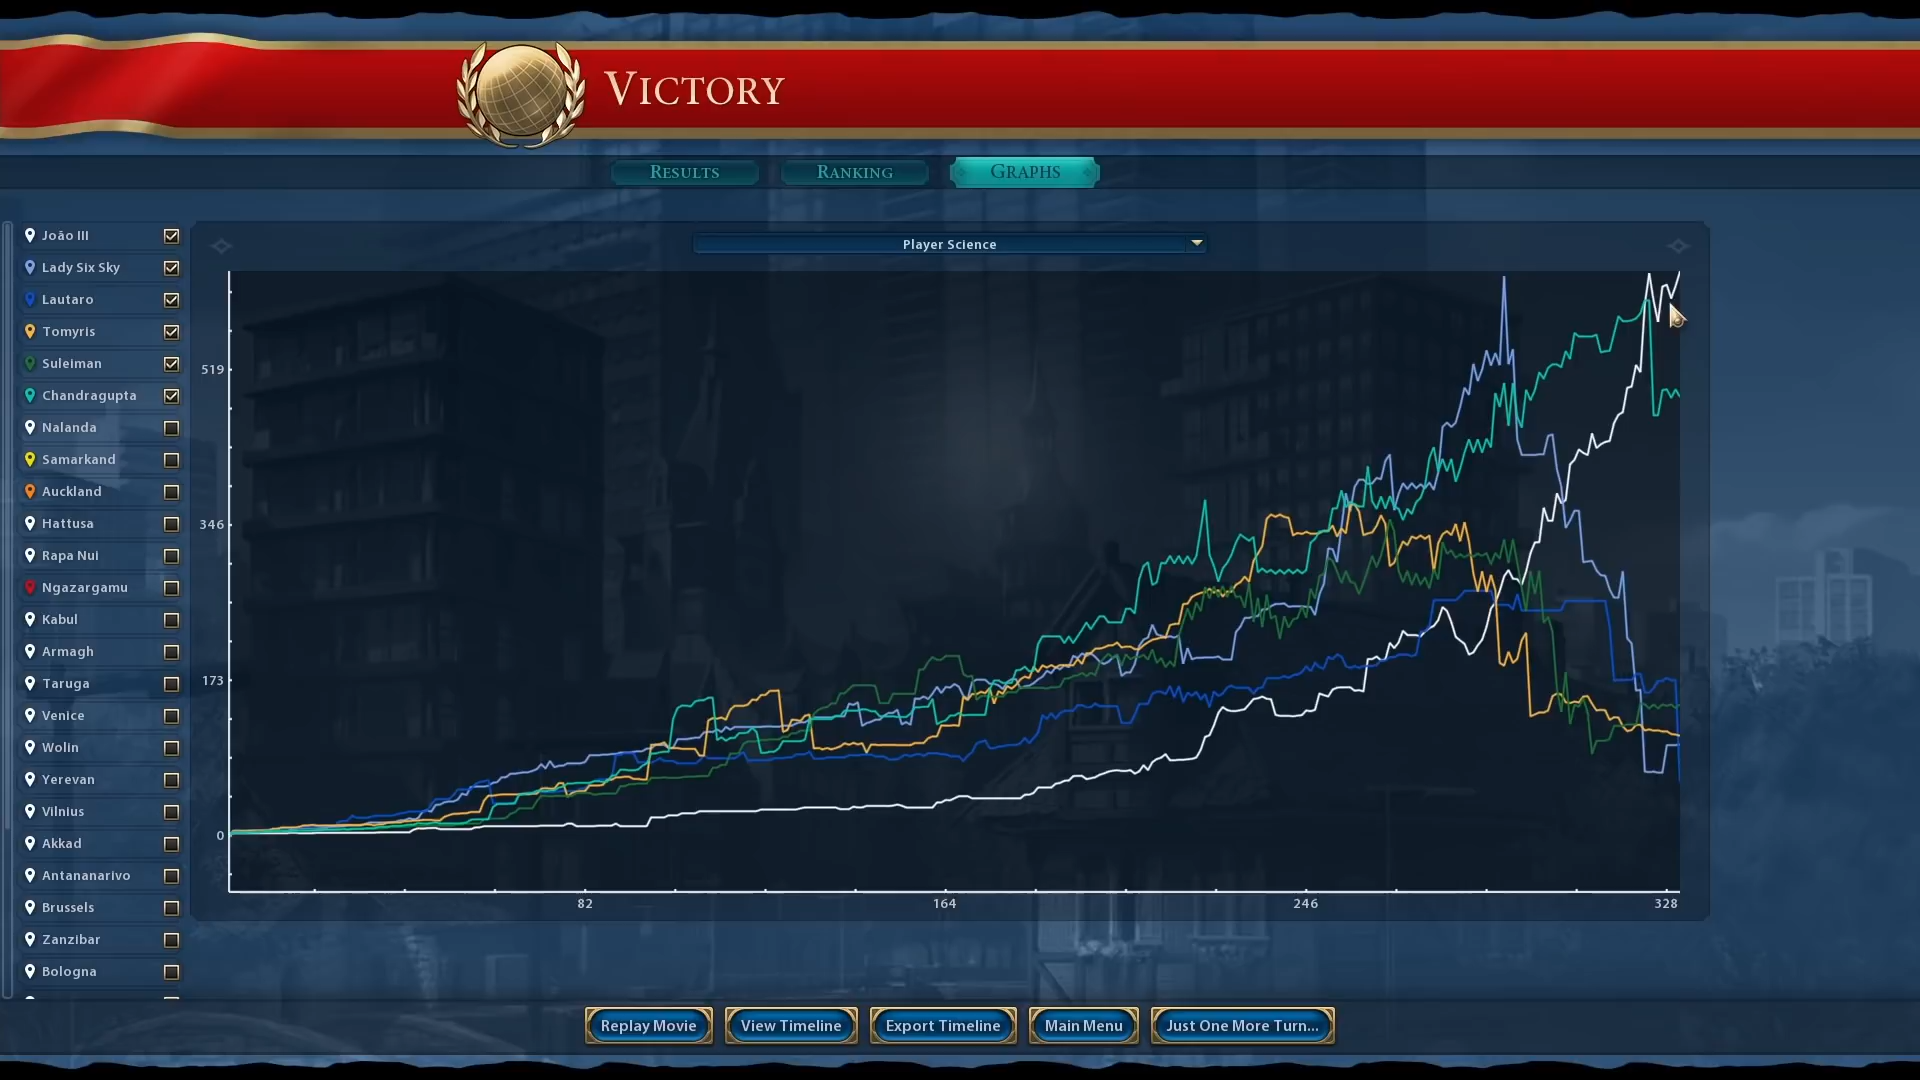 VICTORY
RESULTS
RANKING
GRAPHS
João III
Lady Six Sky
Lautaro
Tomyris
Suleiman
Chandragupta
Nalanda
Samarkand
Auckland
Hattusa
Rapa Nui
Ngazargamu
Kabul
Armagh
Taruga
Venice
Wolin
Yerevan
Vilnius
Akkad
Antananarivo
Brussels
Zanzibar
Bologna
Player Science
519
346
173
0
82
164
246
328
Replay Movie
View Timeline
Export Timeline
Main Menu
Just One More Turn...